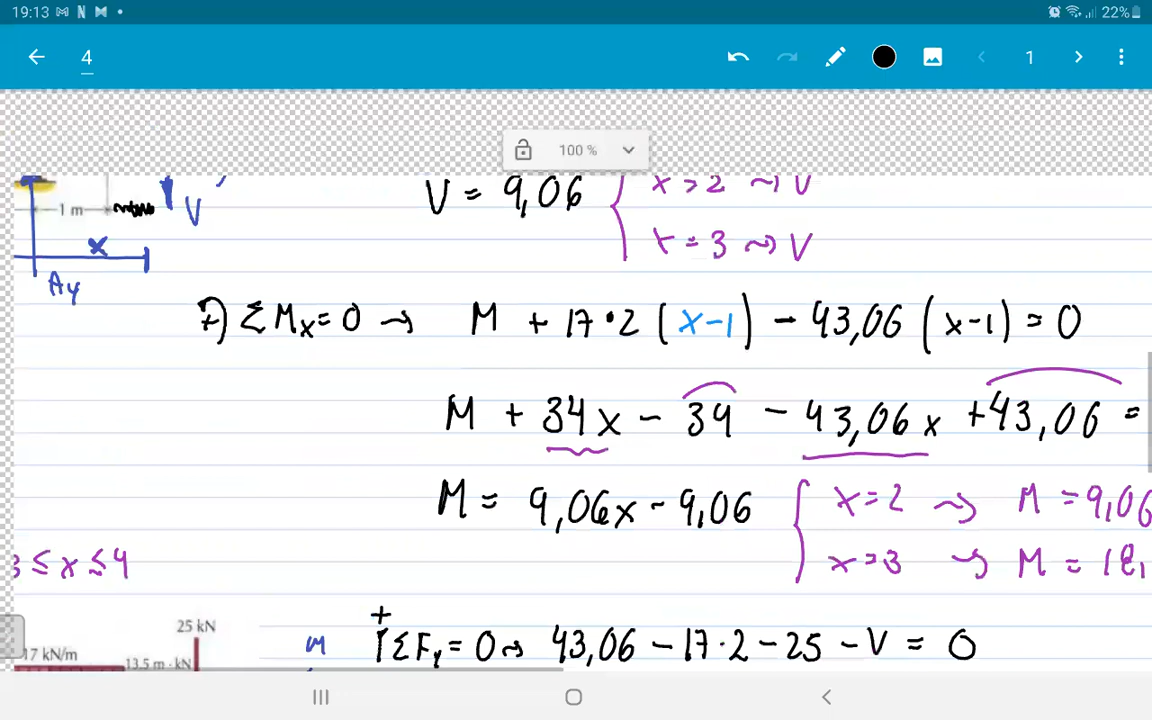 19:13
22%
4
1
100 %
V = 9,06
x > 2 ~> V
x = 3 ~> V
1 m
V
x
Ay
+) ΣMx = 0 ~> M + 17•2 (x-1) - 43,06 (x-1) = 0
M + 34x - 34 - 43,06x + 43,06 =
M = 9,06x - 9,06
x = 2 ~> M = 9,06
x = 3 ~> M = 18,
3 ≤ x ≤ 4
25 kN
17 kN/m
13.5 m·kN
M
+↑ΣFy = 0 ~> 43,06 - 17·2 - 25 - V = 0